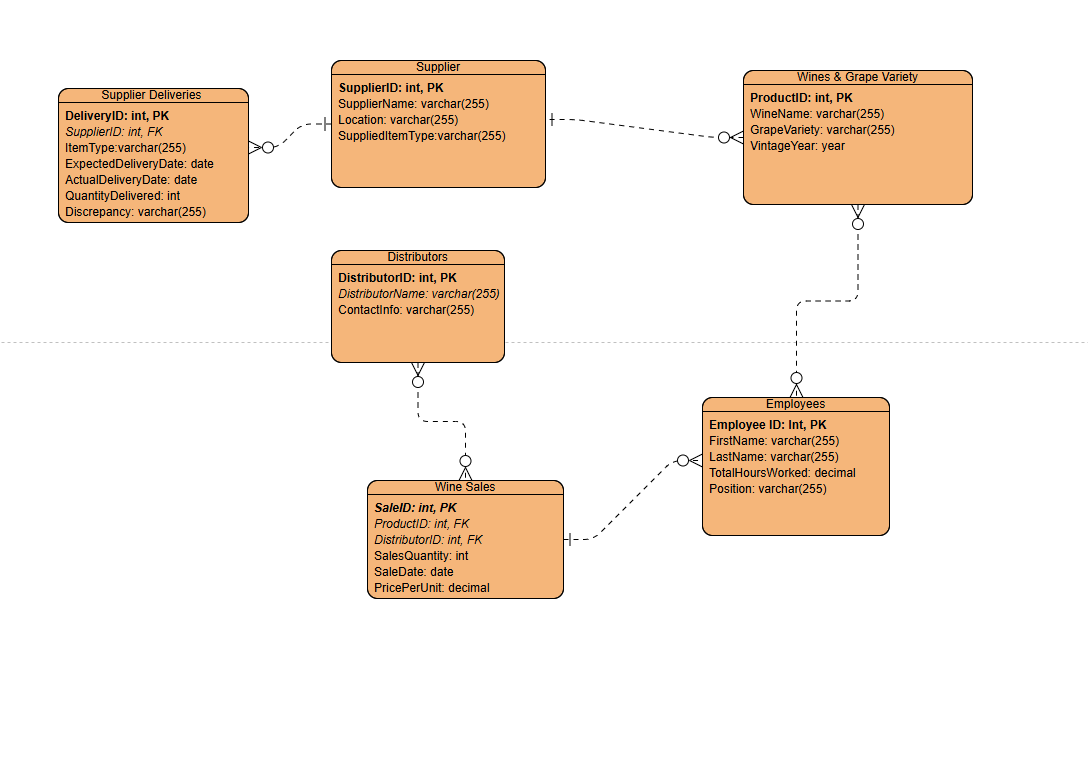 Supplier Deliveries
DeliveryID: int, PK
SupplierID: int, FK
ItemType:varchar(255)
ExpectedDeliveryDate: date
ActualDeliveryDate: date
QuantityDelivered: int
Discrepancy: varchar(255)
Supplier
SupplierID: int, PK
SupplierName: varchar(255)
Location: varchar(255)
SuppliedItemType:varchar(255)
Wines & Grape Variety
ProductID: int, PK
WineName: varchar(255)
GrapeVariety: varchar(255)
VintageYear: year
Distributors
DistributorID: int, PK
DistributorName: varchar(255)
ContactInfo: varchar(255)
Employees
Employee ID: Int, PK
FirstName: varchar(255)
LastName: varchar(255)
TotalHoursWorked: decimal
Position: varchar(255)
Wine Sales
SaleID: int, PK
ProductID: int, FK
DistributorID: int, FK
SalesQuantity: int
SaleDate: date
PricePerUnit: decimal